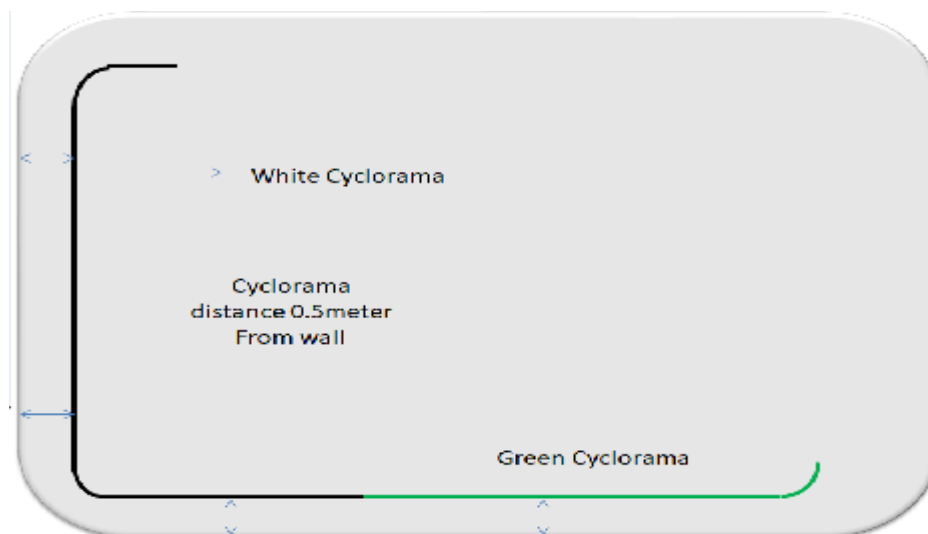 White Cyclorama
Cyclorama
distance 0.5meter
From wall
Green Cyclorama